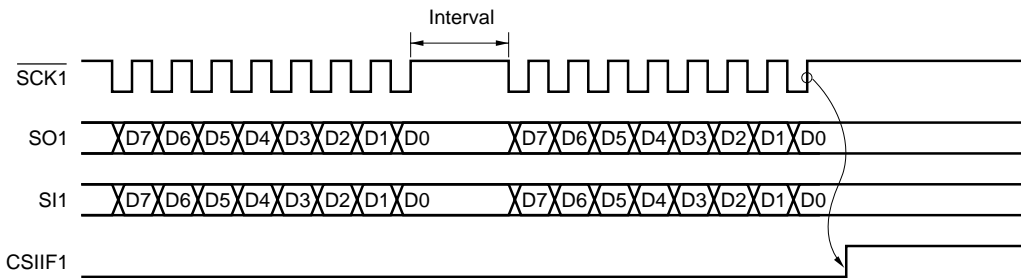 Interval
SCK1
SO1 D7 D6 D5 D4 D3 D2 D1 D0 D7 D6 D5 D4 D3 D2 D1 D0
SI1 D7 D6 D5 D4 D3 D2 D1 D0 D7 D6 D5 D4 D3 D2 D1 D0
CSIIF1